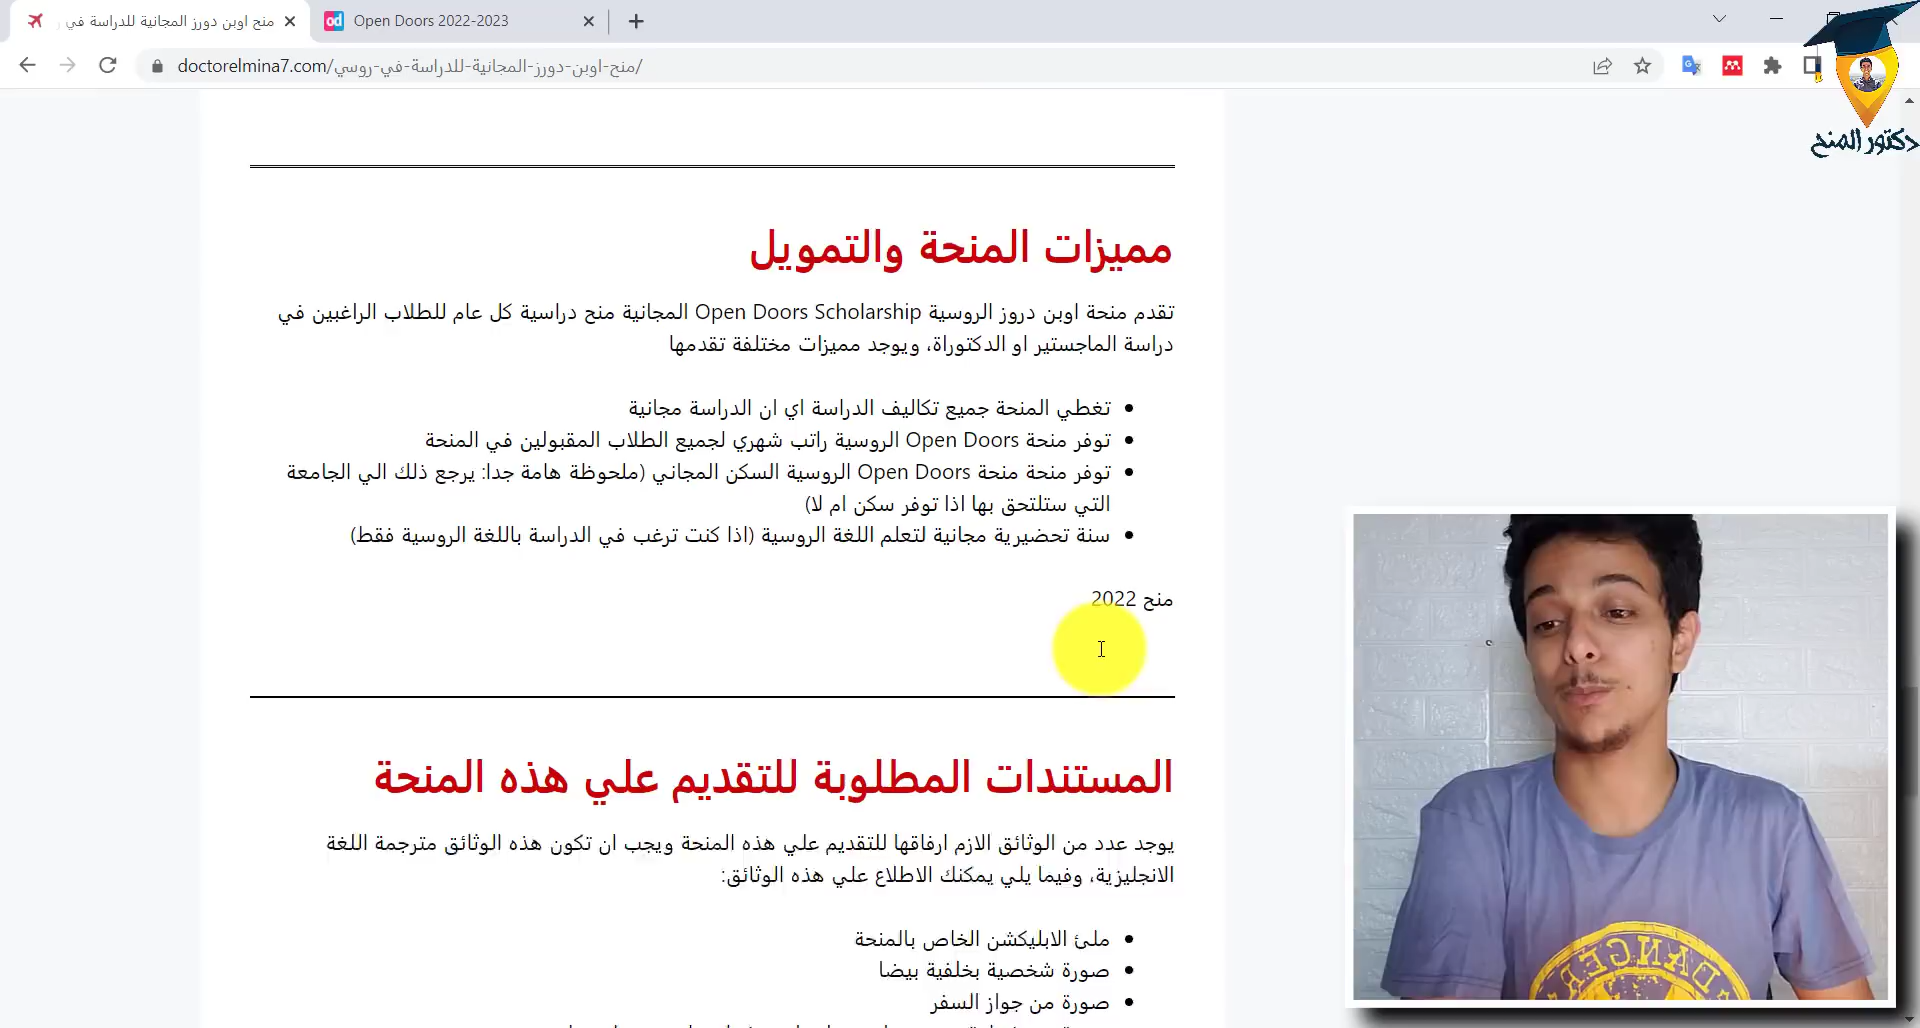 منح اوبن دورز المجانية للدراسة في
Open Doors 2022-2023
doctorelmina7.com/منح-اوبن-دورز-المجانية-للدراسة-في-روسي/
دكتور المنح
مميزات المنحة والتمويل
تقدم منحة اوبن دروز الروسية Open Doors Scholarship المجانية منح دراسية كل عام للطلاب الراغبين في
دراسة الماجستير او الدكتوراة، ويوجد مميزات مختلفة تقدمها
تغطي المنحة جميع تكاليف الدراسة اي ان الدراسة مجانية
توفر منحة Open Doors الروسية راتب شهري لجميع الطلاب المقبولين في المنحة
توفر منحة منحة Open Doors الروسية السكن المجاني (ملحوظة هامة جدا: يرجع ذلك الي الجامعة
التي ستلتحق بها اذا توفر سكن ام لا)
سنة تحضيرية مجانية لتعلم اللغة الروسية (اذا كنت ترغب في الدراسة باللغة الروسية فقط)
منح 2022
المستندات المطلوبة للتقديم علي هذه المنحة
يوجد عدد من الوثائق الازم ارفاقها للتقديم علي هذه المنحة ويجب ان تكون هذه الوثائق مترجمة اللغة
الانجليزية، وفيما يلي يمكنك الاطلاع علي هذه الوثائق:
ملئ الابليكشن الخاص بالمنحة
صورة شخصية بخلفية بيضا
صورة من جواز السفر